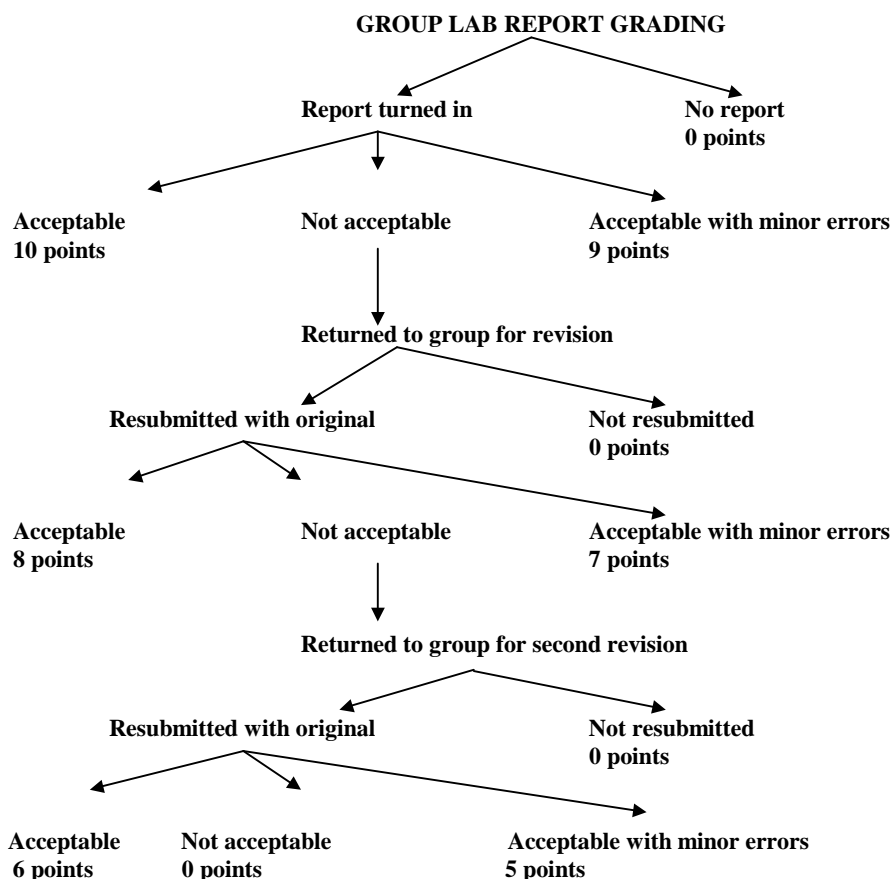 GROUP LAB REPORT GRADING
Report turned in
No report
0 points
Acceptable
10 points
Not acceptable
Acceptable with minor errors
9 points
Returned to group for revision
Resubmitted with original
Not resubmitted
0 points
Acceptable
8 points
Not acceptable
Acceptable with minor errors
7 points
Returned to group for second revision
Resubmitted with original
Not resubmitted
0 points
Acceptable
6 points
Not acceptable
0 points
Acceptable with minor errors
5 points